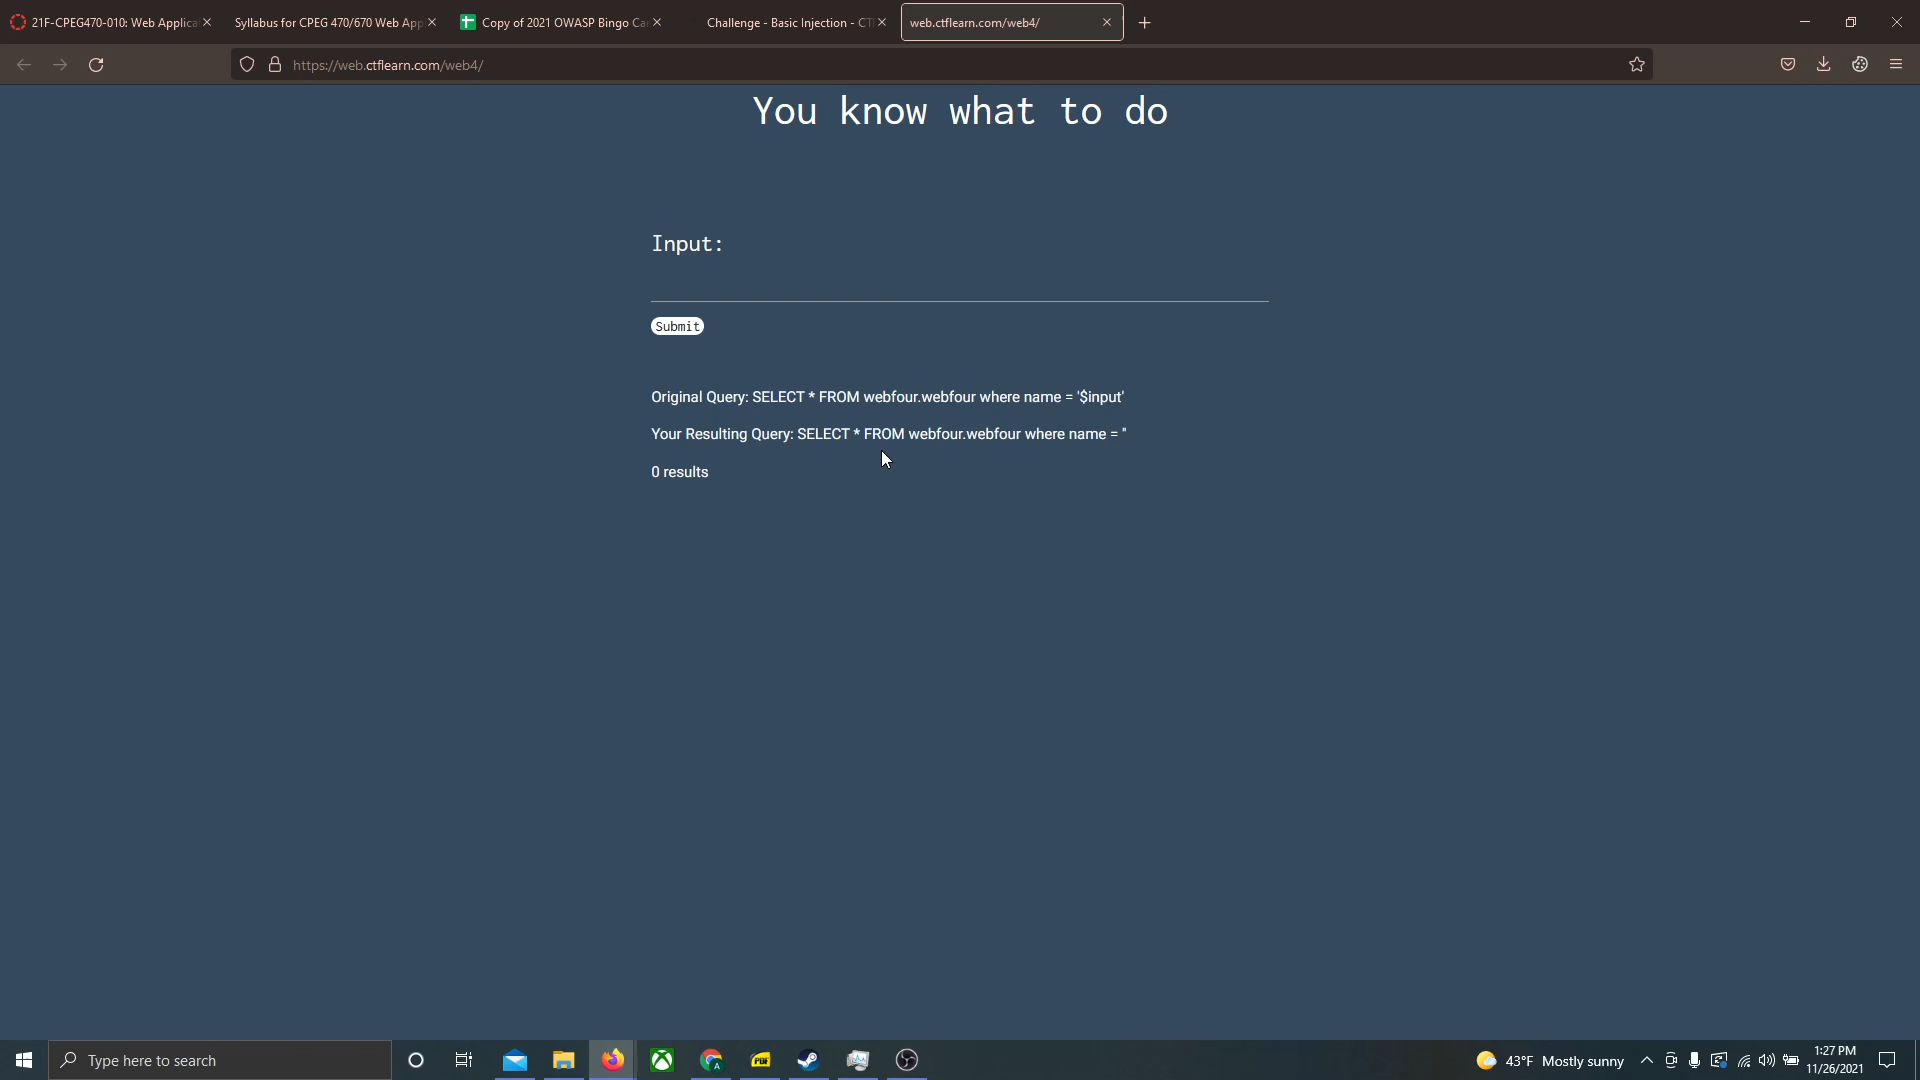 21F-CPEG470-010: Web Applica
Syllabus for CPEG 470/670 Web App
Copy of 2021 OWASP Bingo Ca
Challenge - Basic Injection - CT
web.ctflearn.com/web4/
https://web.ctflearn.com/web4/
You know what to do
Input:
Submit
Original Query: SELECT * FROM webfour.webfour where name = '$input'
Your Resulting Query: SELECT * FROM webfour.webfour where name = ''
0 results
Type here to search
PDF
43°F Mostly sunny
1:27 PM
11/26/2021